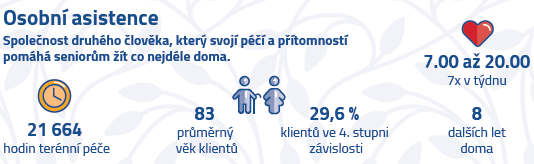 Osobní asistence
Společnost druhého člověka, který svojí péčí a přítomností
pomáhá seniorům žít co nejdéle doma.
7.00 až 20.00
7x v týdnu
21 664
hodin terénní péče
83
průměrný
věk klientů
29,6 %
klientů ve 4. stupni
závislosti
8
dalších let
doma